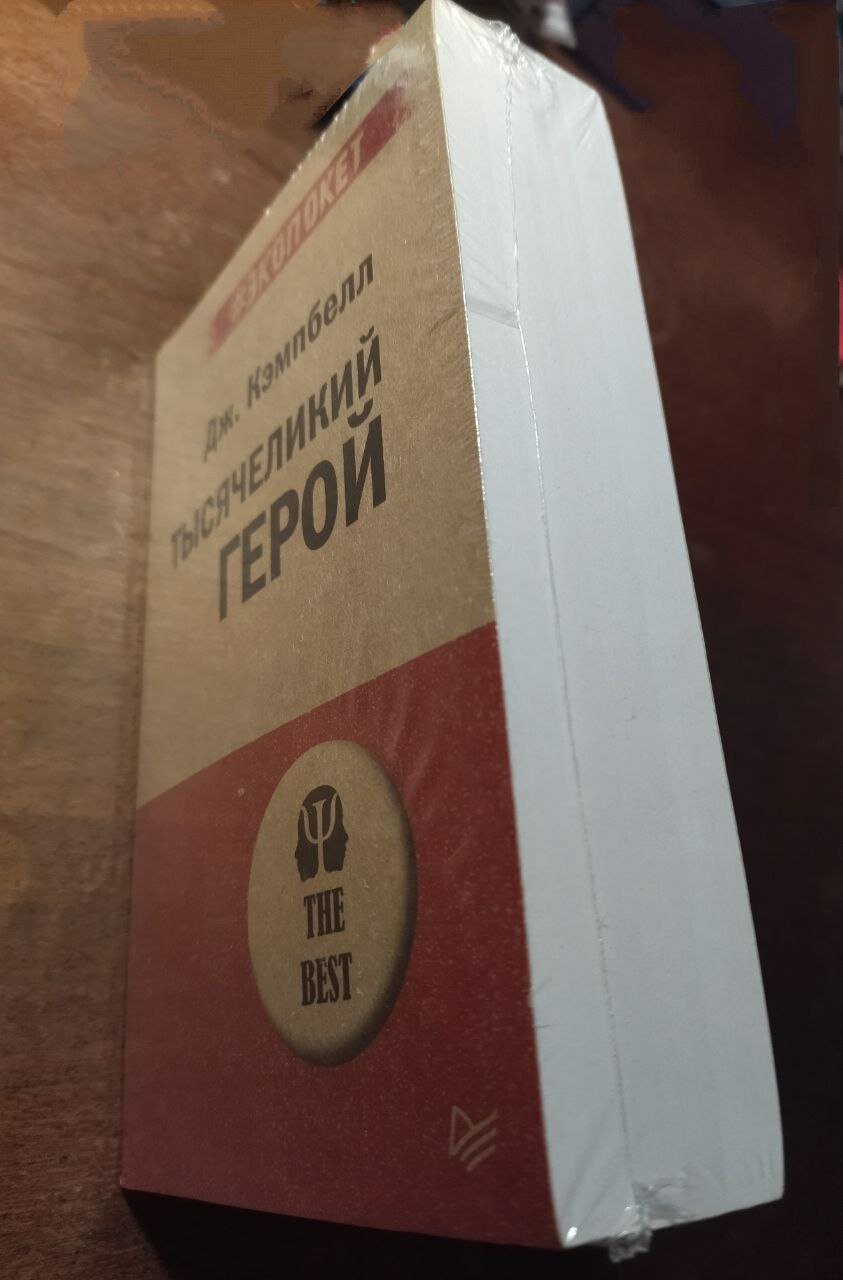 #ЭКОПОКЕТ
Дж. Кэмпбелл
ТЫСЯЧЕЛИКИЙ
ГЕРОЙ
THE
BEST